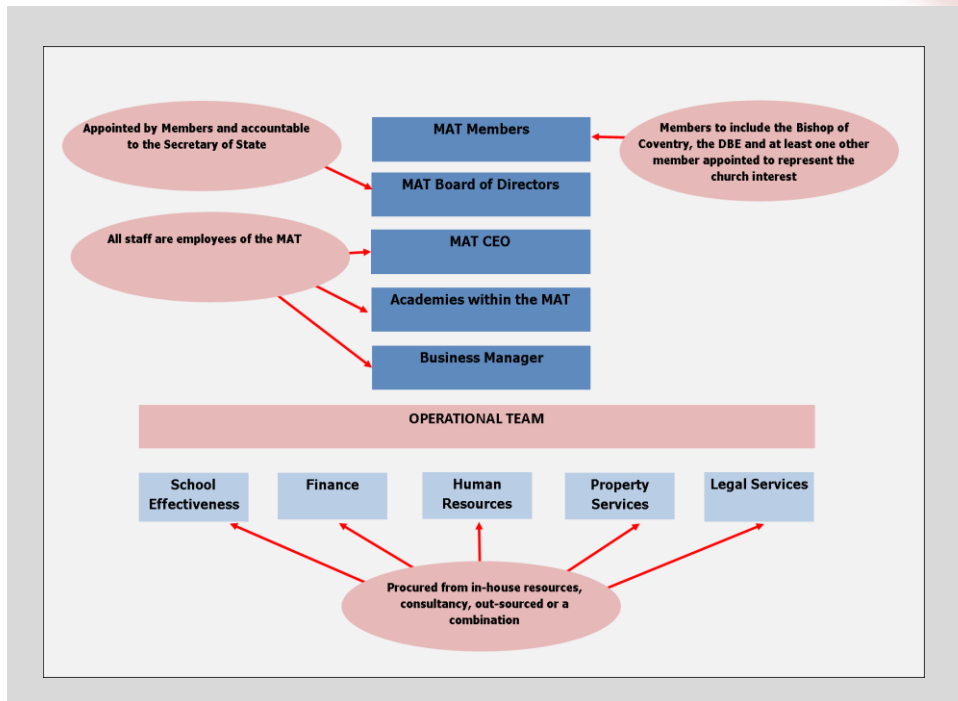 Appointed by Members and accountable
to the Secretary of State
MAT Members
Members to include the Bishop of
Coventry, the DBE and at least one other
member appointed to represent the
church interest
MAT Board of Directors
All staff are employees of the MAT
MAT CEO
Academies within the MAT
Business Manager
OPERATIONAL TEAM
School
Effectiveness
Finance
Human
Resources
Property
Services
Legal Services
Procured from in-house resources,
consultancy, out-sourced or a
combination